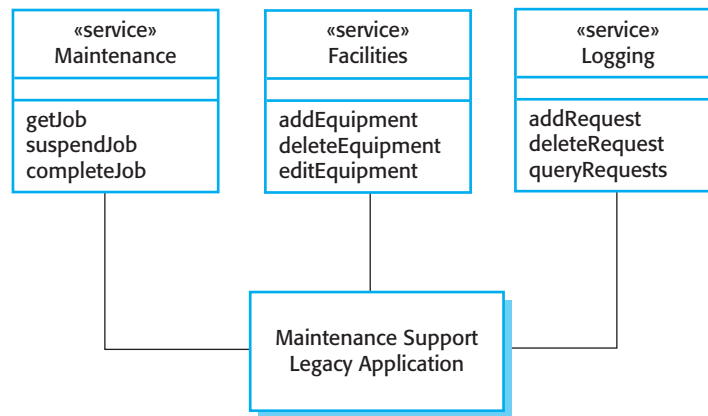 «service»
Maintenance
getJob
suspendJob
completeJob
«service»
Facilities
addEquipment
deleteEquipment
editEquipment
«service»
Logging
addRequest
deleteRequest
queryRequests
Maintenance Support
Legacy Application